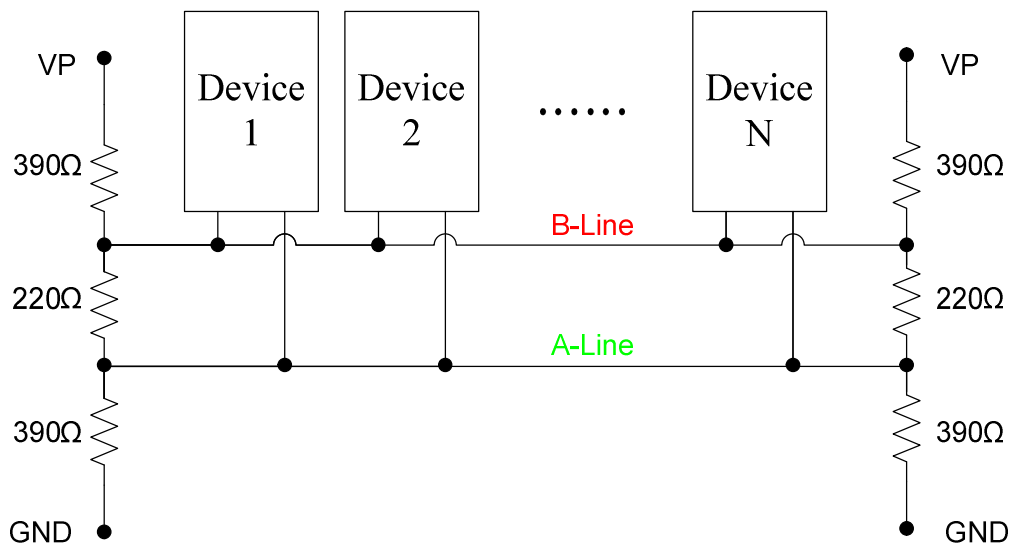 VP
Device
1
Device
2
......
Device
N
VP
390Ω
390Ω
B-Line
220Ω
220Ω
A-Line
390Ω
390Ω
GND
GND